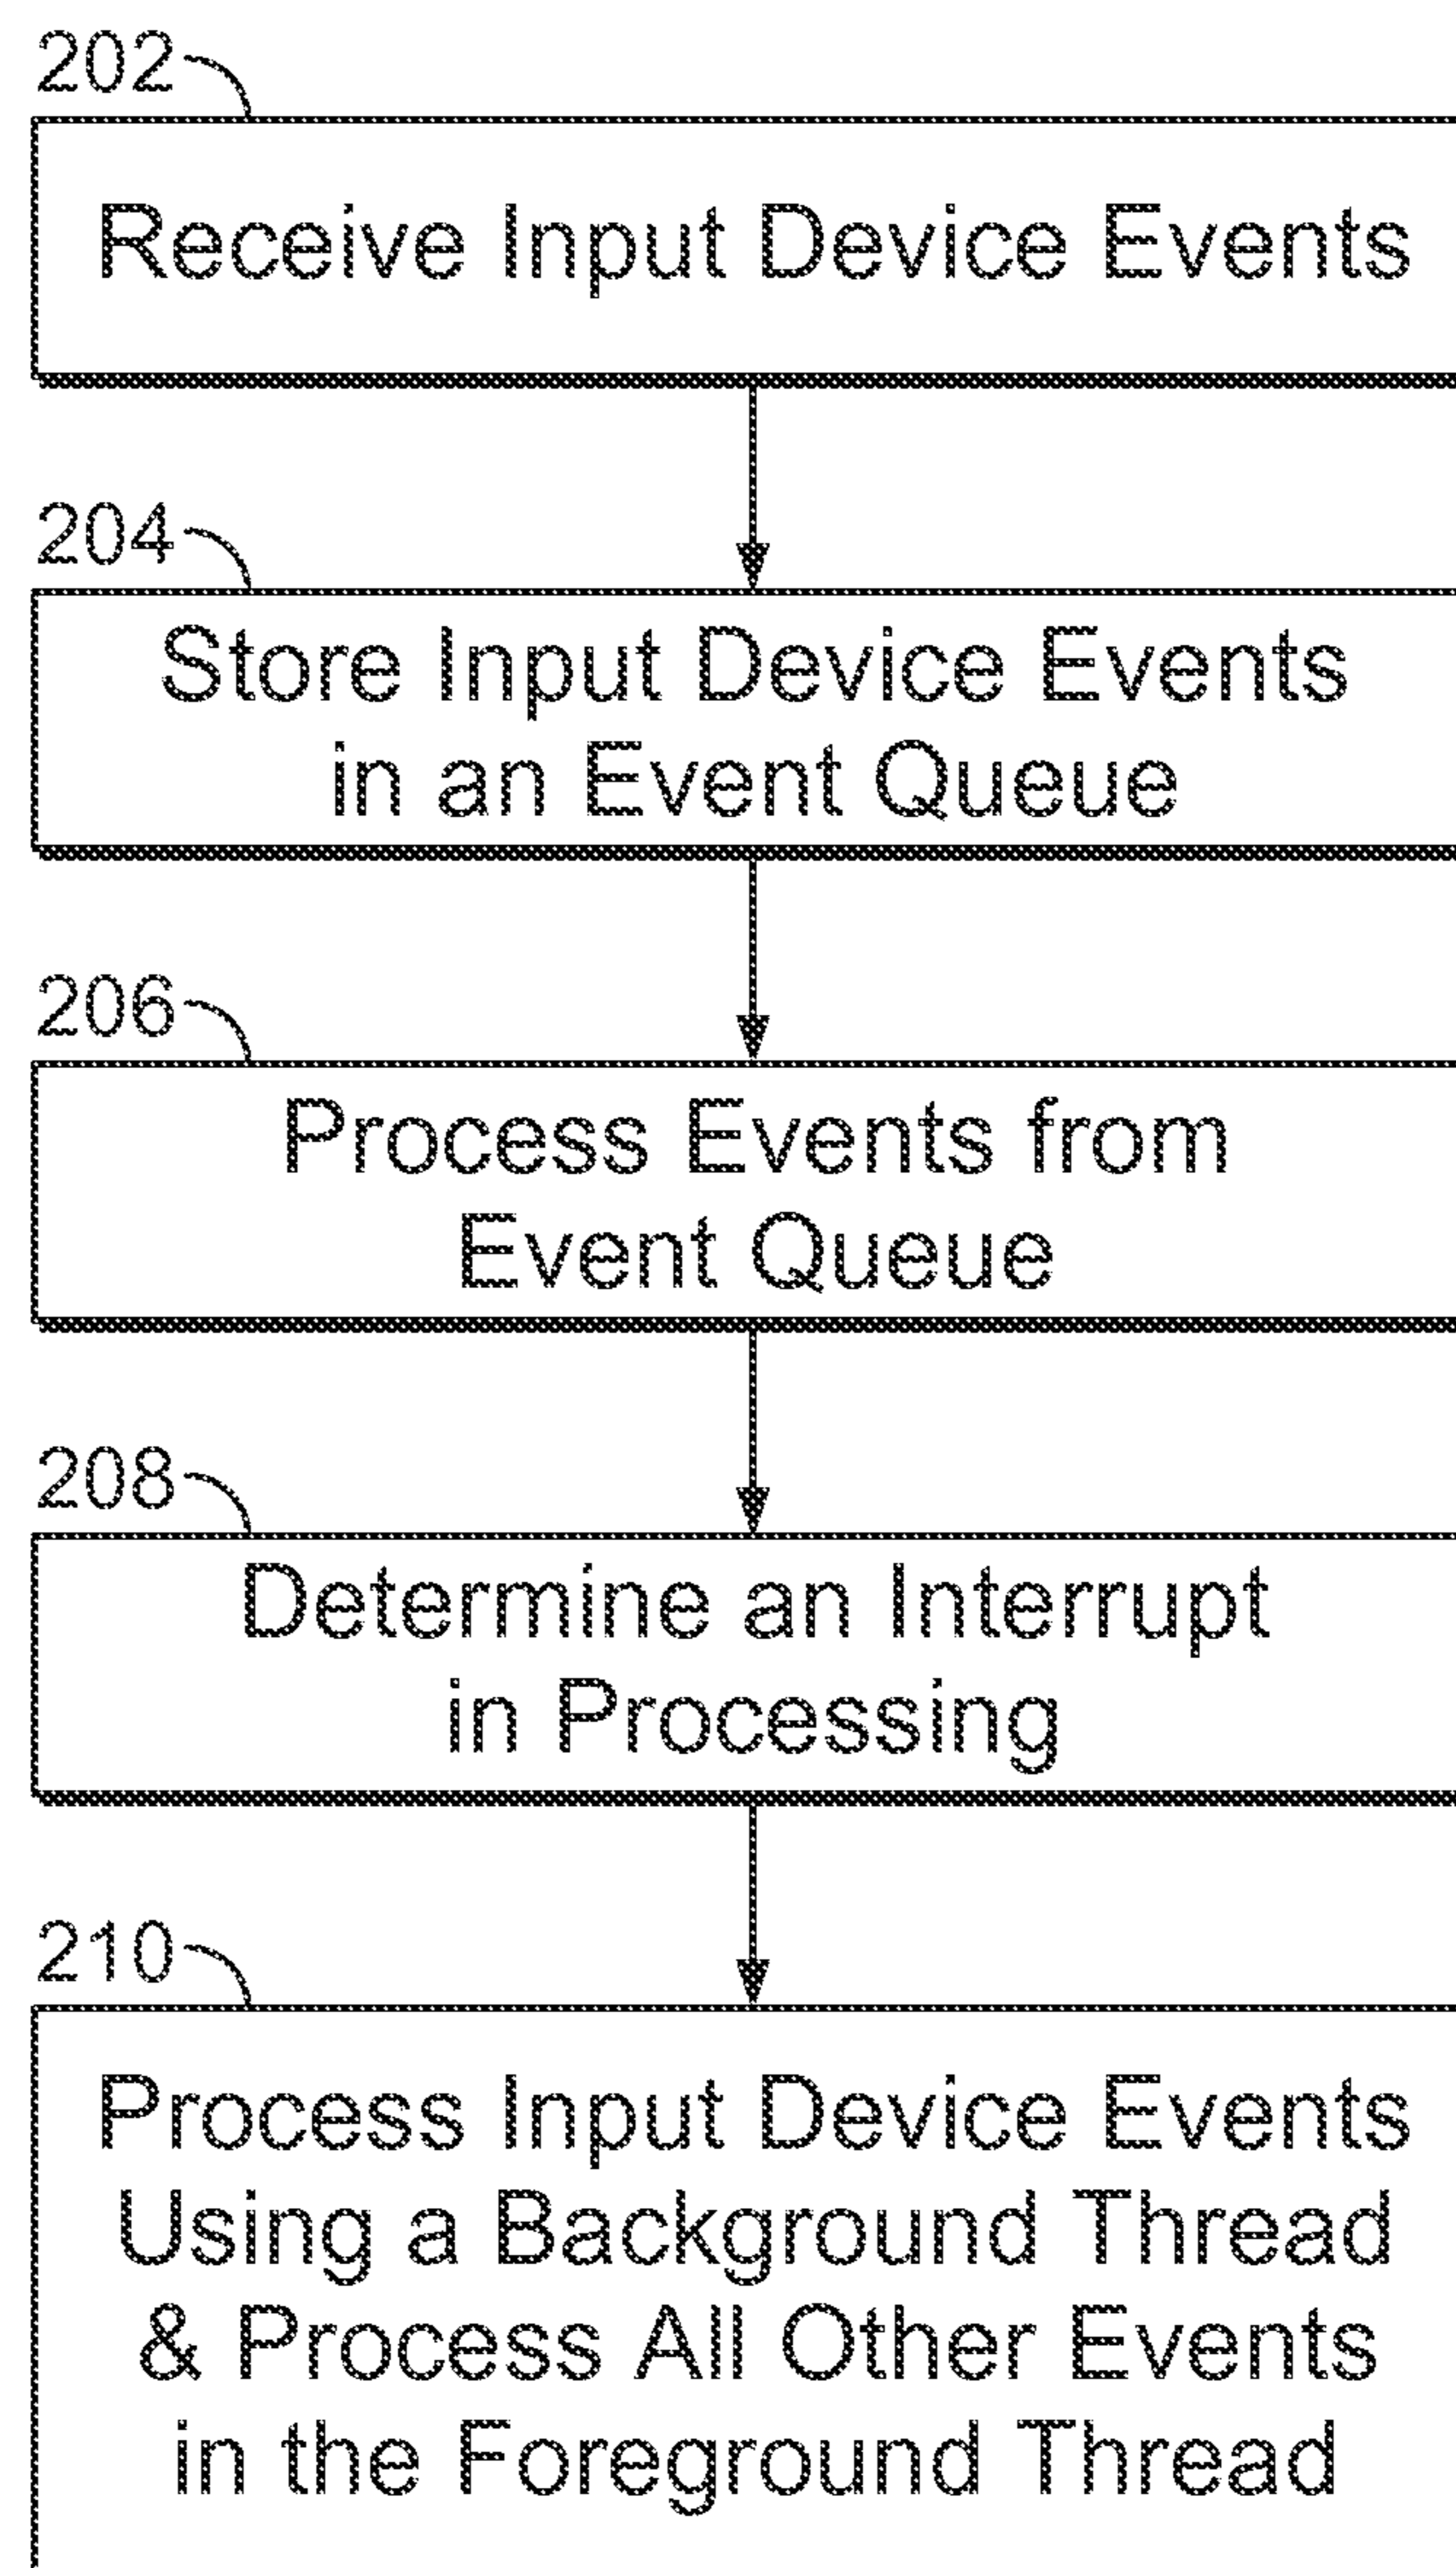 202
Receive Input Device Events
204
Store Input Device Events
in an Event Queue
206
Process Events from
Event Queue
208
Determine an Interrupt
in Processing
210
Process Input Device Events
Using a Background Thread
& Process All Other Events
in the Foreground Thread